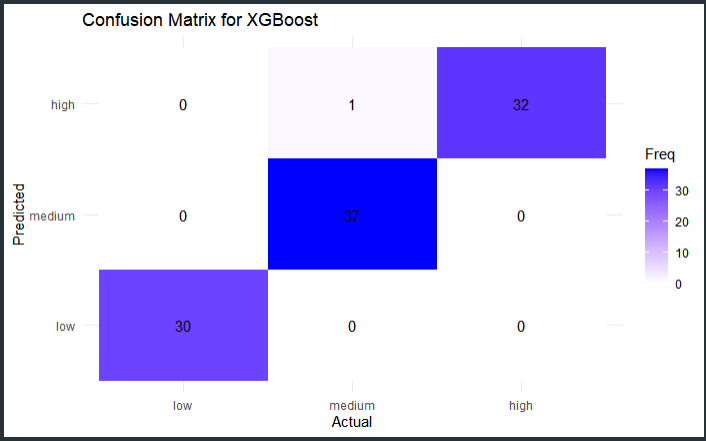 Confusion Matrix for XGBoost
high
0
1
32
Freq
30
20
10
0
Predicted
medium
0
37
0
low
30
0
0
low
medium
high
Actual